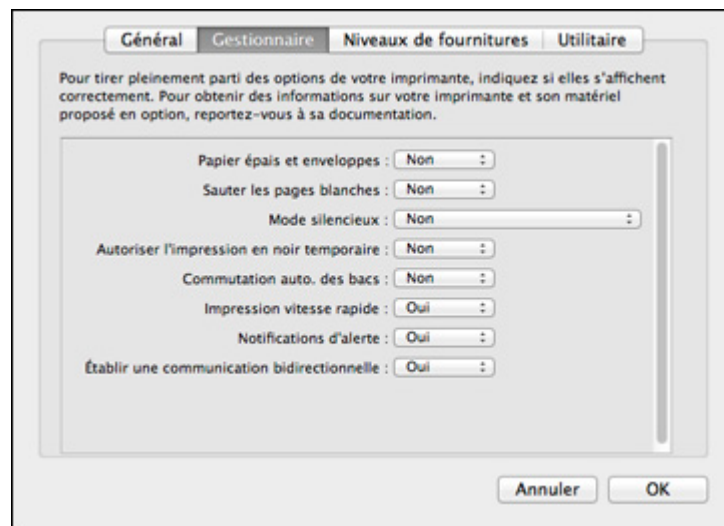 Général Gestionnaire Niveaux de fournitures Utilitaire
Pour tirer pleinement parti des options de votre imprimante, indiquez si elles s'affichent
correctement. Pour obtenir des informations sur votre imprimante et son matériel
proposé en option, reportez-vous à sa documentation.
Papier épais et enveloppes : Non
Sauter les pages blanches : Non
Mode silencieux : Non
Autoriser l'impression en noir temporaire : Non
Commutation auto. des bacs : Non
Impression vitesse rapide : Oui
Notifications d'alerte : Oui
Établir une communication bidirectionnelle : Oui
Annuler OK